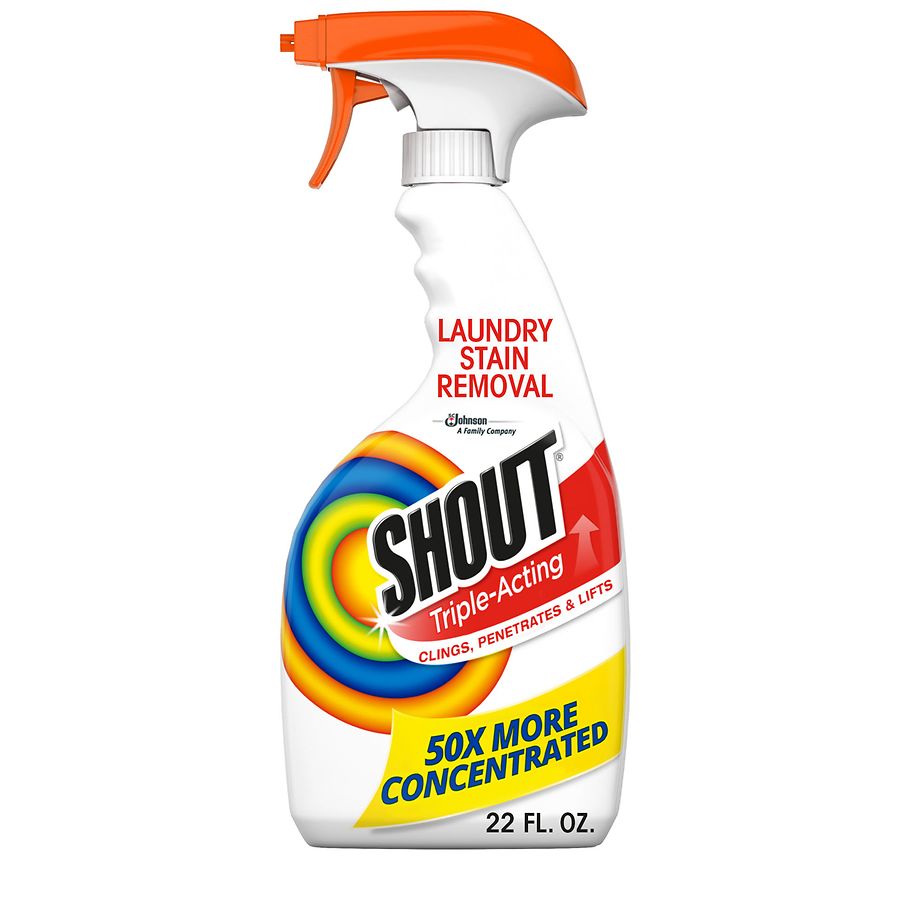 LAUNDRY
STAIN
REMOVAL
SC Johnson
A Family Company
SHOUT®
Triple-Acting
CLINGS, PENETRATES & LIFTS
50X MORE
CONCENTRATED
22 FL. OZ.